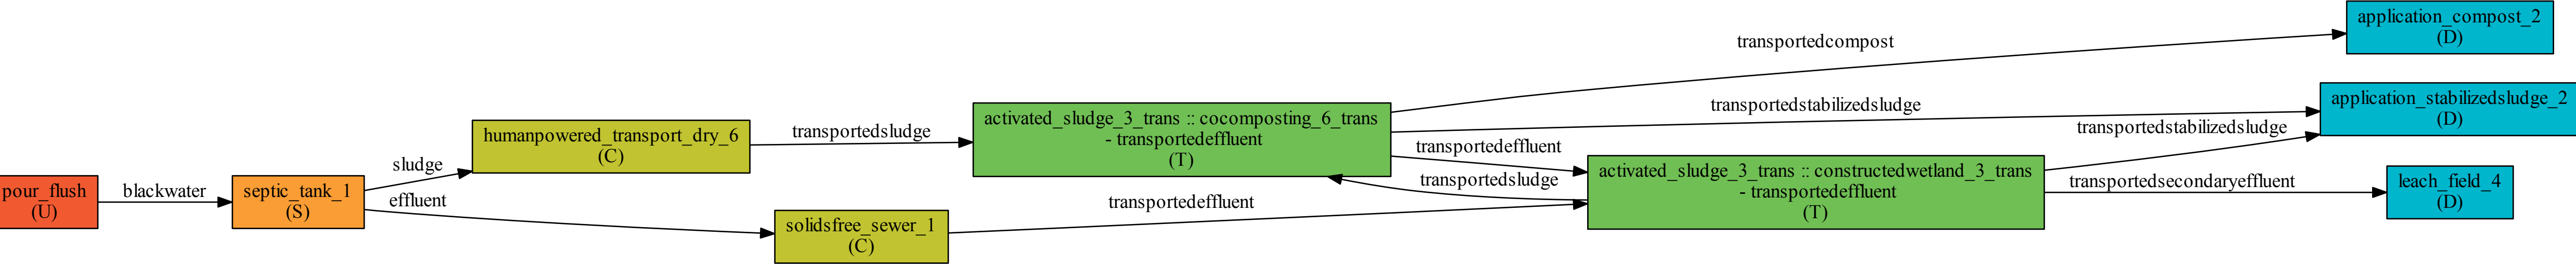 pour_flush
(U)
blackwater
septic_tank_1
(S)
sludge
effluent
humanpowered_transport_dry_6
(C)
solidsfree_sewer_1
(C)
transportedsludge
transportedeffluent
activated_sludge_3_trans :: cocomposting_6_trans
- transportedeffluent
(T)
transportedcompost
transportedstabilizedsludge
transportedeffluent
transportedsludge
activated_sludge_3_trans :: constructedwetland_3_trans
- transportedeffluent
(T)
transportedstabilizedsludge
transportedsecondaryeffluent
application_compost_2
(D)
application_stabilizedsludge_2
(D)
leach_field_4
(D)